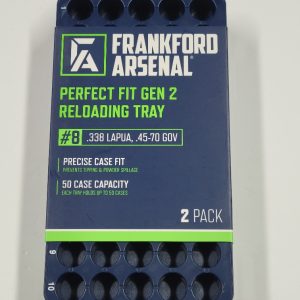 FRANKFORD
ARSENAL®
PERFECT FIT GEN 2
RELOADING TRAY
#8 .338 LAPUA, .45-70 GOV
PRECISE CASE FIT
PREVENTS TIPPING & POWDER SPILLAGE
50 CASE CAPACITY
EACH TRAY HOLDS UP TO 50 CASES
2 PACK
9
10